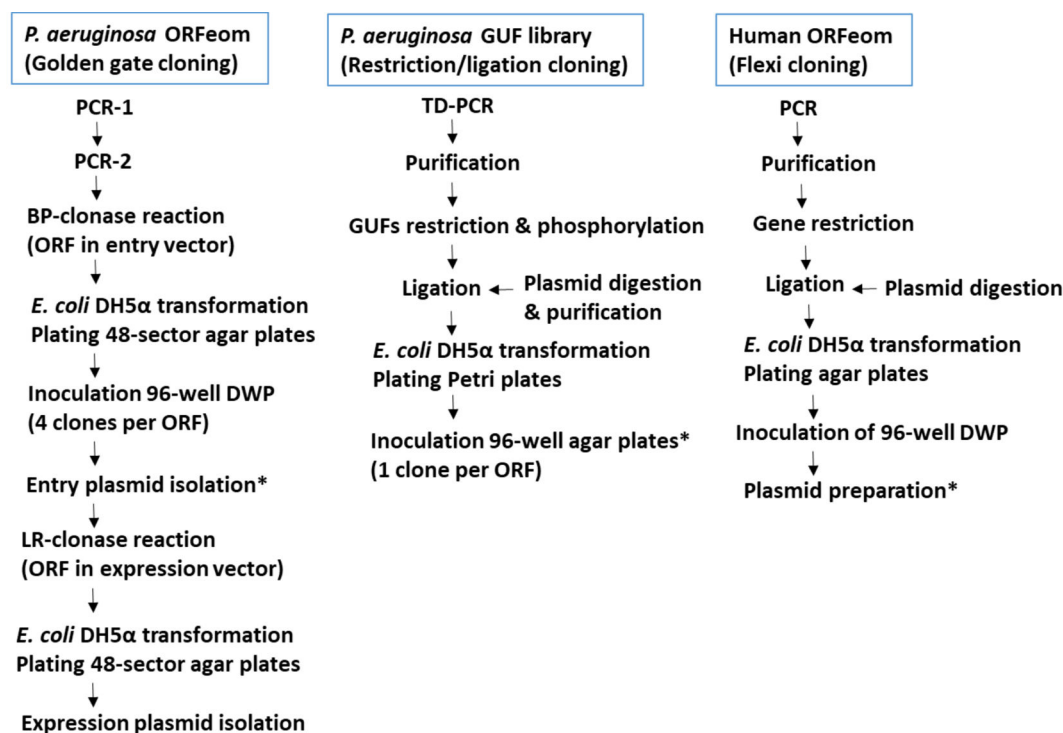 P. aeruginosa ORFeom
(Golden gate cloning)
PCR-1
PCR-2
BP-clonase reaction
(ORF in entry vector)
E. coli DH5α transformation
Plating 48-sector agar plates
Inoculation 96-well DWP
(4 clones per ORF)
Entry plasmid isolation*
LR-clonase reaction
(ORF in expression vector)
E. coli DH5α transformation
Plating 48-sector agar plates
Expression plasmid isolation
P. aeruginosa GUF library
(Restriction/ligation cloning)
TD-PCR
Purification
GUFs restriction & phosphorylation
Ligation
Plasmid digestion
& purification
E. coli DH5α transformation
Plating Petri plates
Inoculation 96-well agar plates*
(1 clone per ORF)
Human ORFeom
(Flexi cloning)
PCR
Purification
Gene restriction
Ligation
Plasmid digestion
E. coli DH5α transformation
Plating agar plates
Inoculation of 96-well DWP
Plasmid preparation*